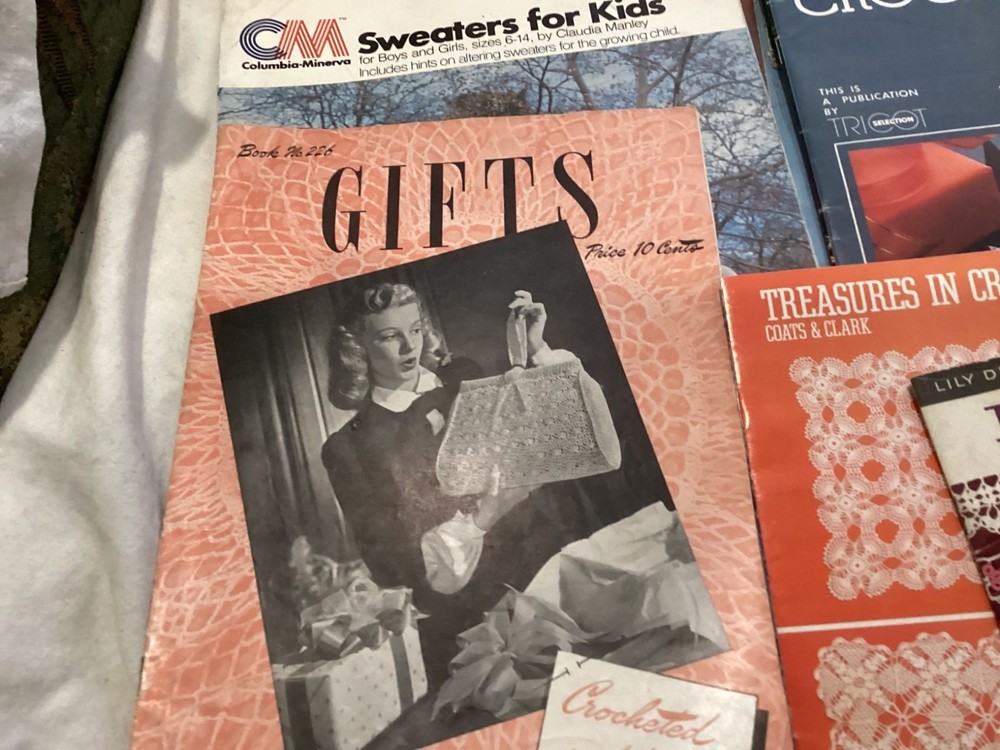 CM™
Columbia-Minerva
Sweaters for Kids
for Boys and Girls, sizes 6-14, by Claudia Manley
Includes hints on altering sweaters for the growing child.
THIS IS
A PUBLICATION
BY
TRICOT
SELECTION
Book No 226
GIFTS
Price 10 Cents
TREASURES IN CR
COATS & CLARK
LILY
Crocheted